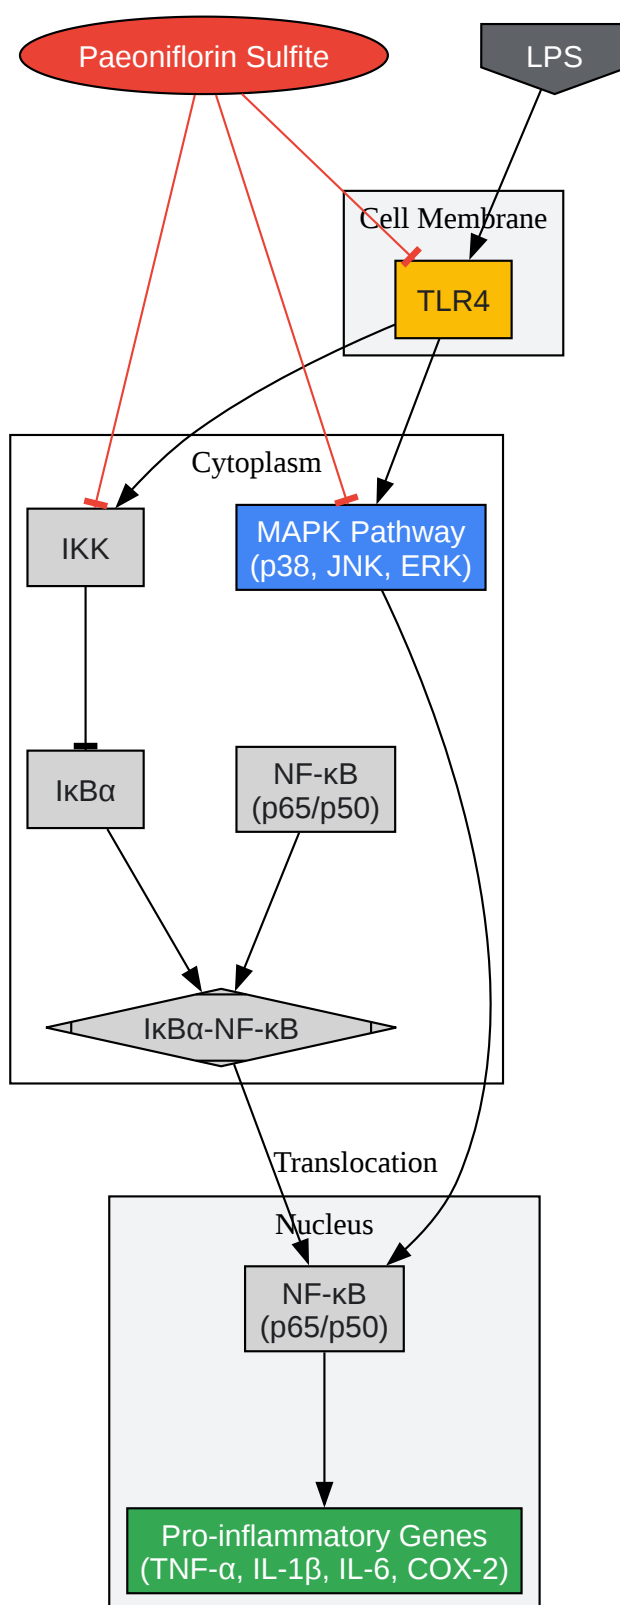 Paeoniflorin Sulfite
LPS
Cell Membrane
TLR4
Cytoplasm
IKK
MAPK Pathway
(p38, JNK, ERK)
IκBα
NF-κB
(p65/p50)
IκBα-NF-κB
Translocation
Nucleus
NF-κB
(p65/p50)
Pro-inflammatory Genes
(TNF-α, IL-1β, IL-6, COX-2)